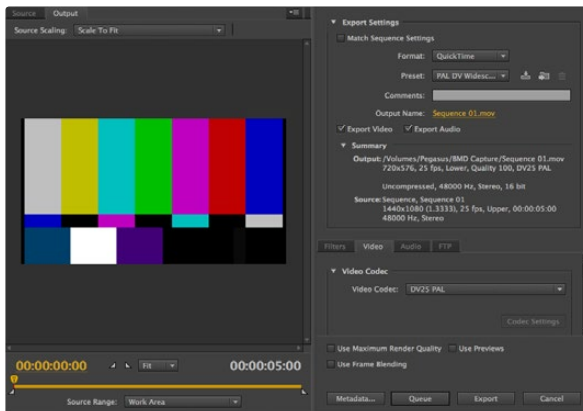 Source Output
Source Scaling: Scale To Fit
00:00:00:00 Fit 00:00:05:00
Source Range: Work Area
Export Settings
Match Sequence Settings
Format: QuickTime
Preset: PAL DV Widesc...
Comments:
Output Name: Sequence 01.mov
Export Video Export Audio
Summary
Output: /Volumes/Pegasus/BMD Capture/Sequence 01.mov
720x576, 25 fps, Lower, Quality 100, DV25 PAL
Uncompressed, 48000 Hz, Stereo, 16 bit
Source: Sequence, Sequence 01
1440x1080 (1.3333), 25 fps, Upper, 00:00:05:00
48000 Hz, Stereo
Filters Video Audio FTP
Video Codec
Video Codec: DV25 PAL
Codec Settings
Use Maximum Render Quality Use Previews
Use Frame Blending
Metadata... Queue Export Cancel